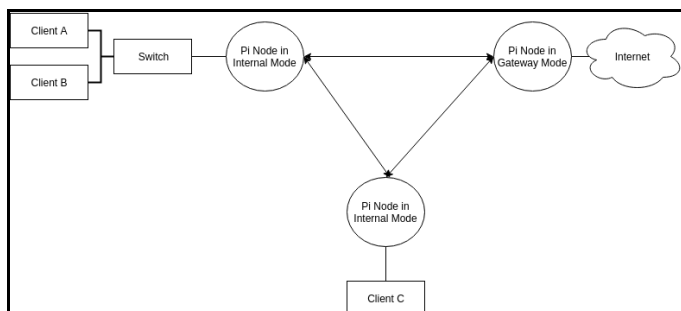 Client A
Client B
Switch
Pi Node in
Internal Mode
Pi Node in
Gateway Mode
Internet
Pi Node in
Internal Mode
Client C